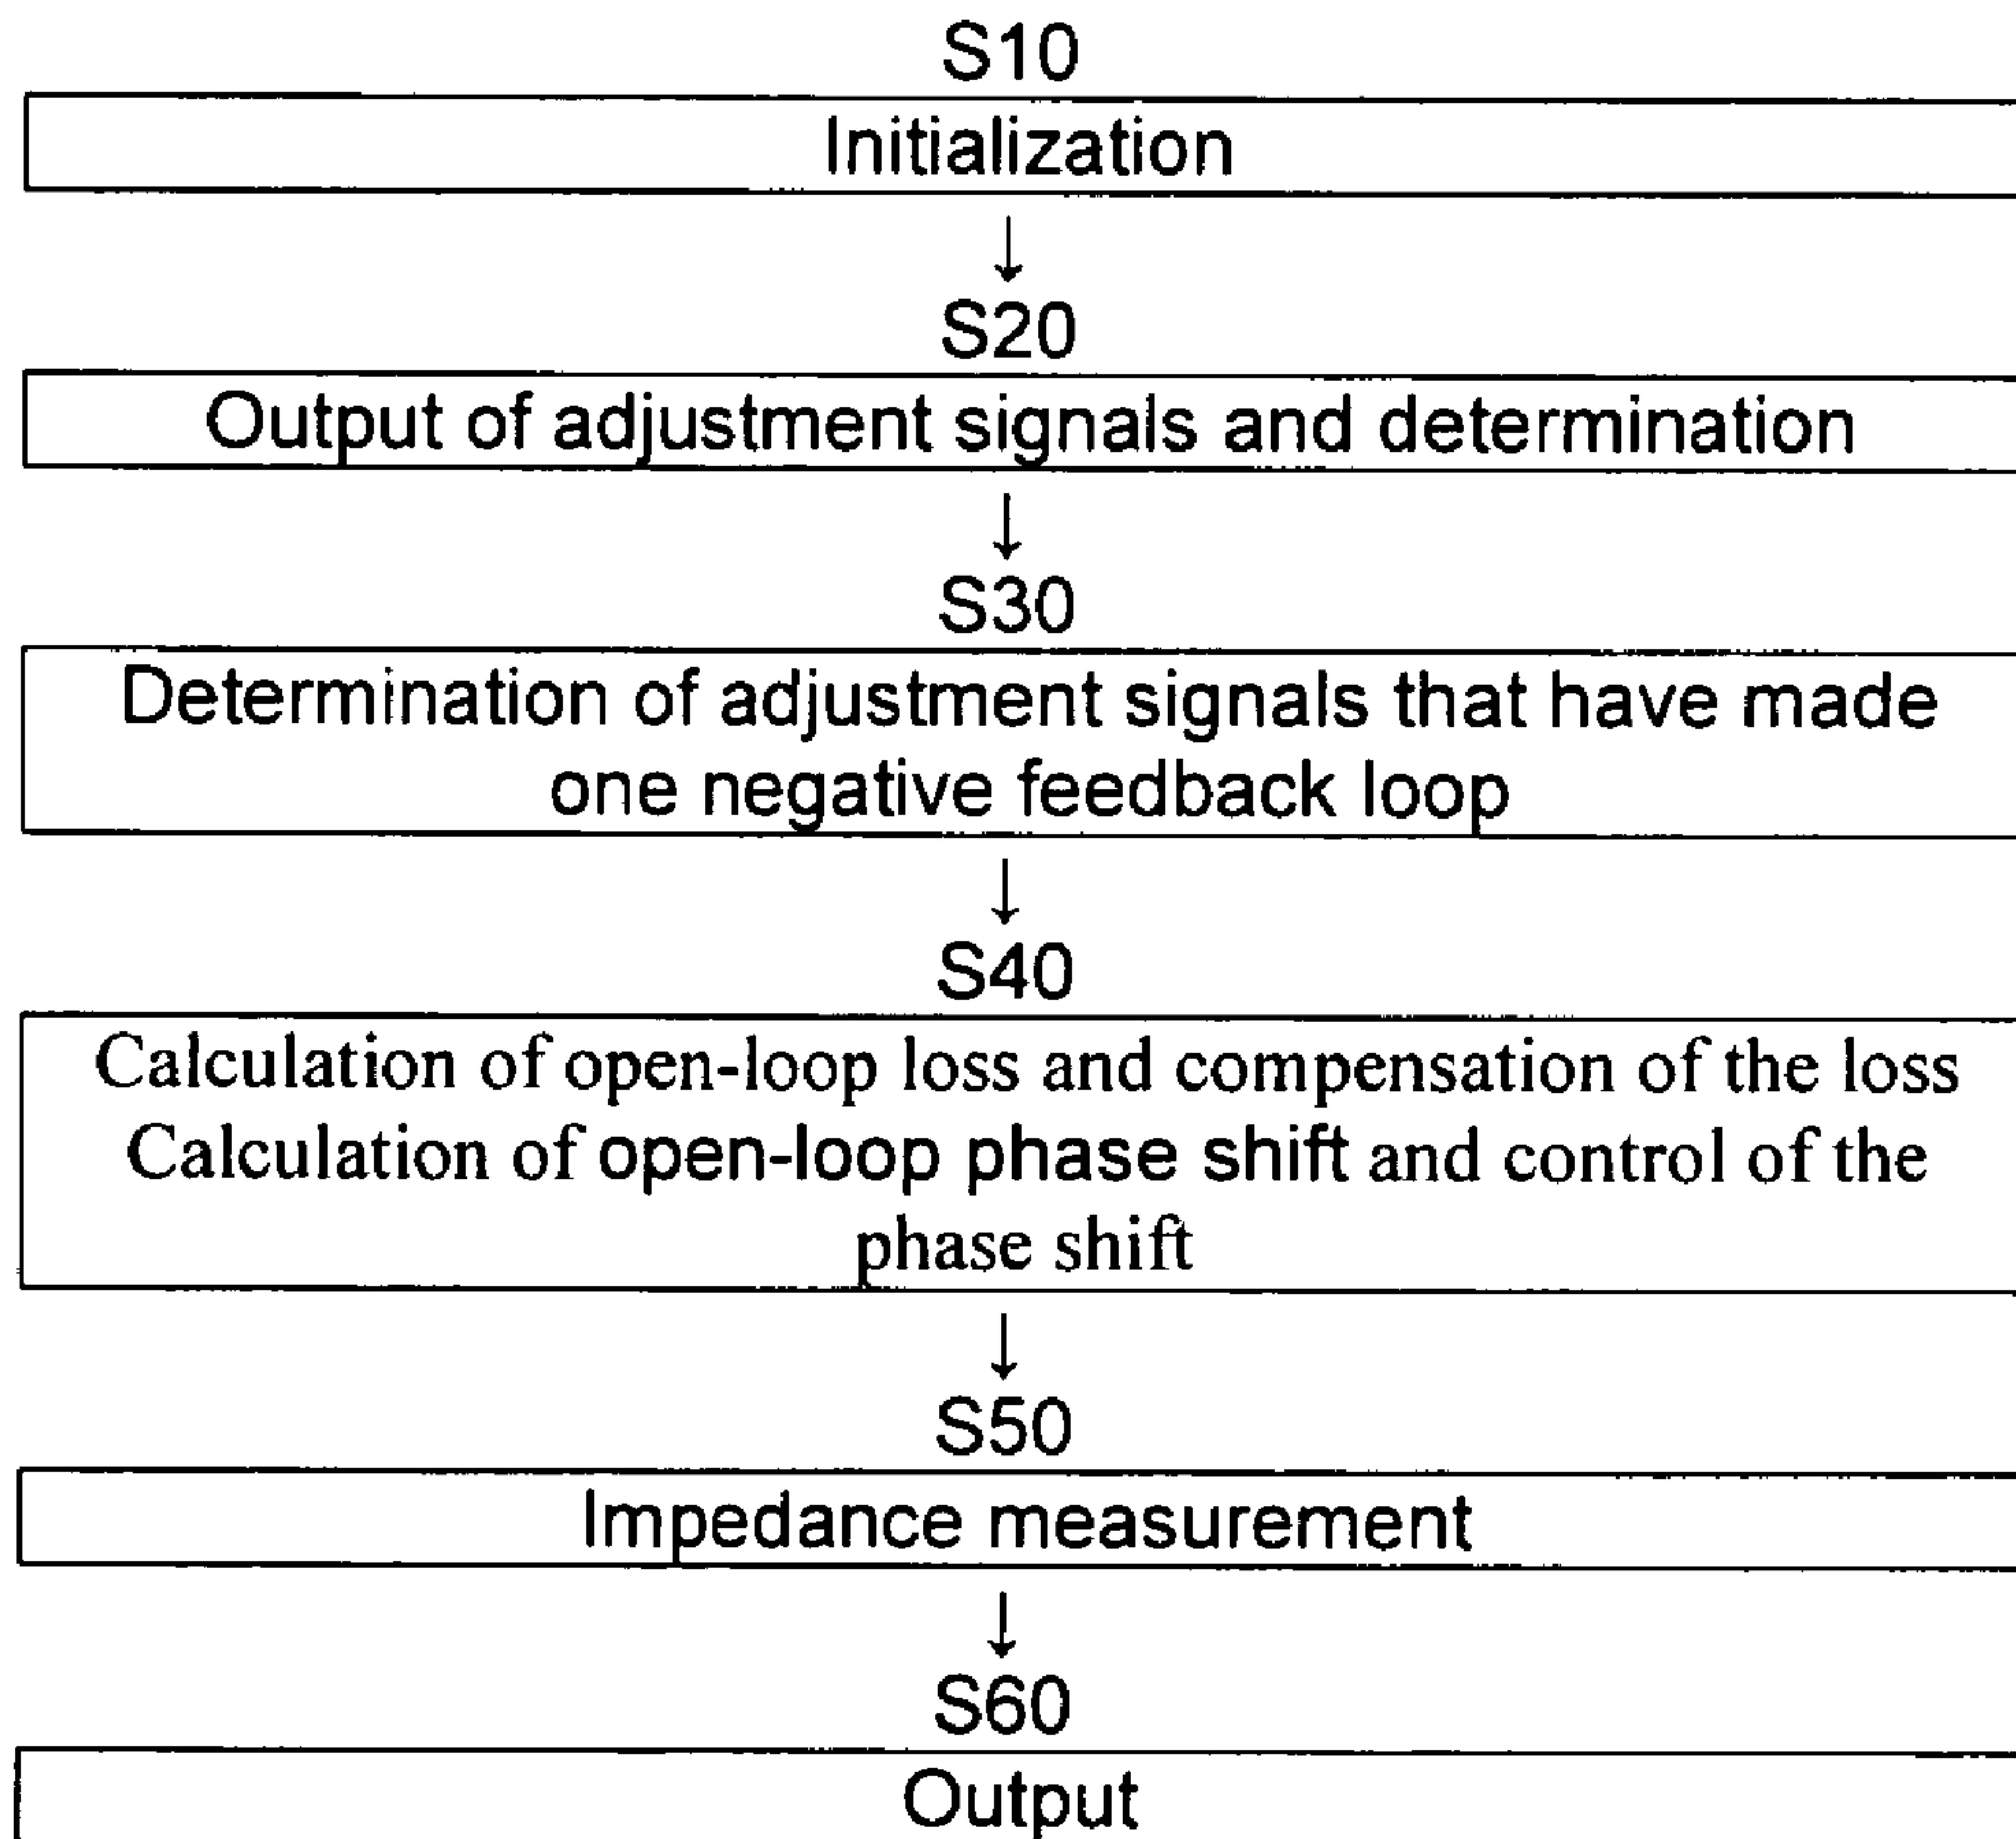 S10
Initialization
↓
S20
Output of adjustment signals and determination
↓
S30
Determination of adjustment signals that have made
one negative feedback loop
↓
S40
Calculation of open-loop loss and compensation of the loss
Calculation of open-loop phase shift and control of the
phase shift
↓
S50
Impedance measurement
↓
S60
Output